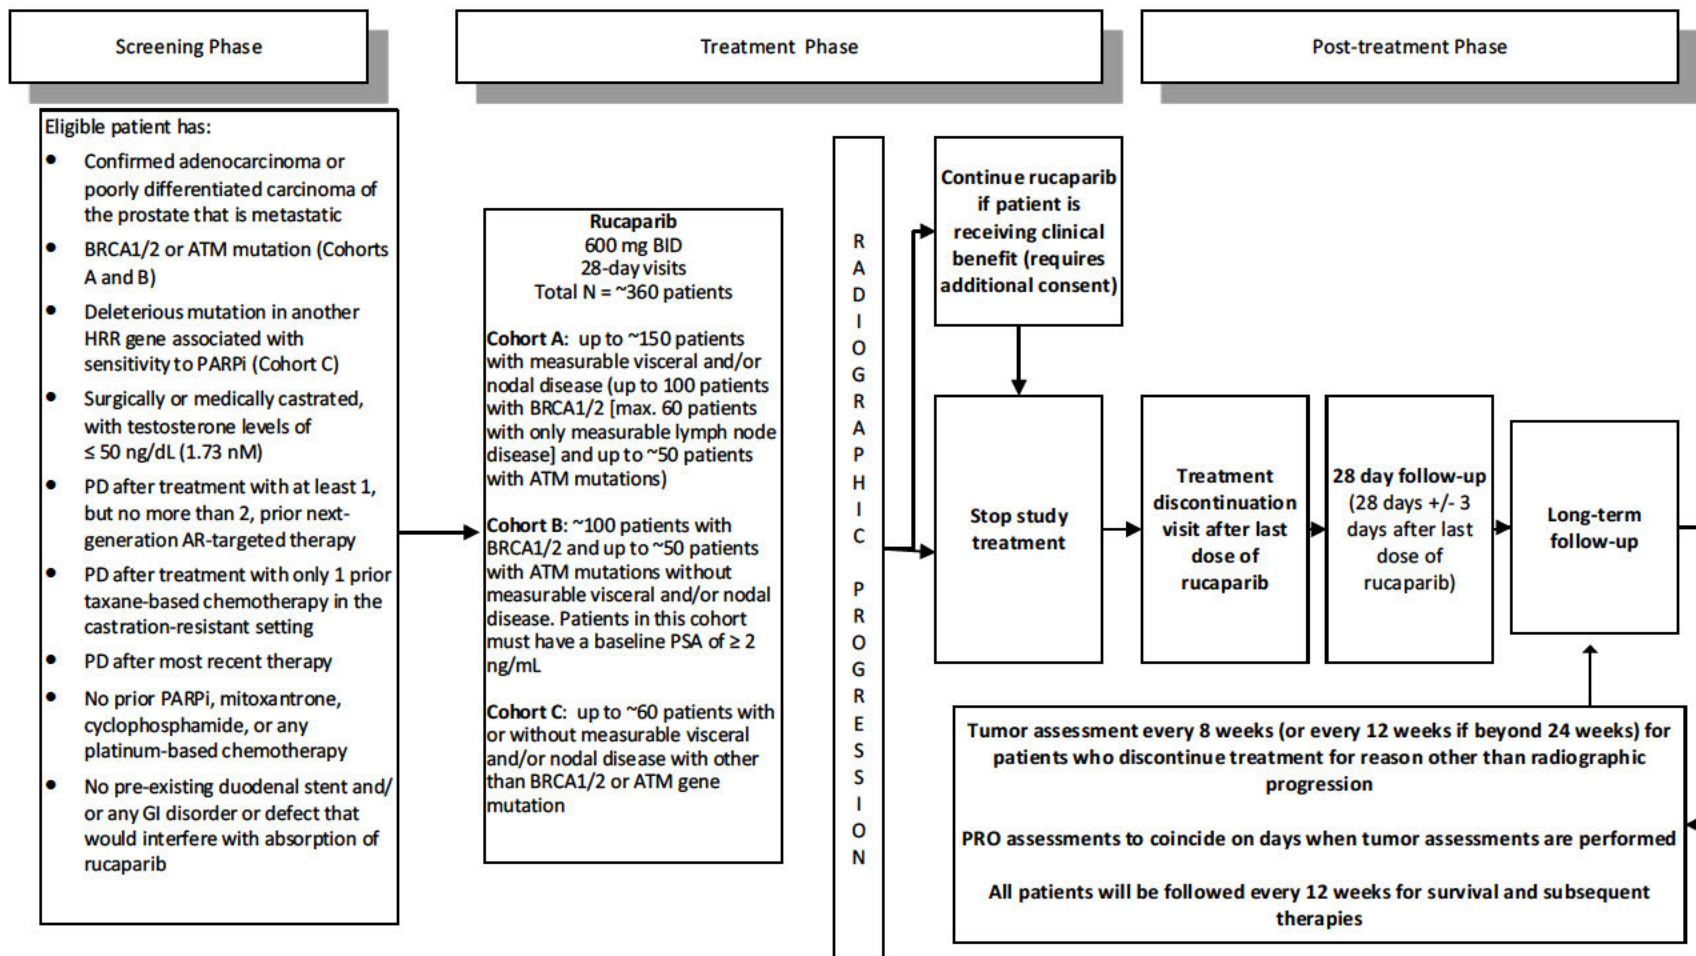 Screening Phase
Treatment Phase
Post-treatment Phase
Eligible patient has:
• Confirmed adenocarcinoma or
poorly differentiated carcinoma of
the prostate that is metastatic
• BRCA1/2 or ATM mutation (Cohorts
A and B)
• Deleterious mutation in another
HRR gene associated with
sensitivity to PARPi (Cohort C)
• Surgically or medically castrated,
with testosterone levels of
≤ 50 ng/dL (1.73 nM)
• PD after treatment with at least 1,
but no more than 2, prior next-
generation AR-targeted therapy
• PD after treatment with only 1 prior
taxane-based chemotherapy in the
castration-resistant setting
• PD after most recent therapy
• No prior PARPi, mitoxantrone,
cyclophosphamide, or any
platinum-based chemotherapy
• No pre-existing duodenal stent and/
or any GI disorder or defect that
would interfere with absorption of
rucaparib
Rucaparib
600 mg BID
28-day visits
Total N = ~360 patients
Cohort A: up to ~150 patients
with measurable visceral and/or
nodal disease (up to 100 patients
with BRCA1/2 [max. 60 patients
with only measurable lymph node
disease] and up to ~50 patients
with ATM mutations)
Cohort B: ~100 patients with
BRCA1/2 and up to ~50 patients
with ATM mutations without
measurable visceral and/or nodal
disease. Patients in this cohort
must have a baseline PSA of ≥ 2
ng/mL
Cohort C: up to ~60 patients with
or without measurable visceral
and/or nodal disease with other
than BRCA1/2 or ATM gene
mutation
RADIOGRAPHIC PROGRESSION
Continue rucaparib
if patient is
receiving clinical
benefit (requires
additional consent)
Stop study
treatment
Treatment
discontinuation
visit after last
dose of
rucaparib
28 day follow-up
(28 days +/- 3
days after last
dose of
rucaparib)
Long-term
follow-up
Tumor assessment every 8 weeks (or every 12 weeks if beyond 24 weeks) for
patients who discontinue treatment for reason other than radiographic
progression
PRO assessments to coincide on days when tumor assessments are performed
All patients will be followed every 12 weeks for survival and subsequent
therapies